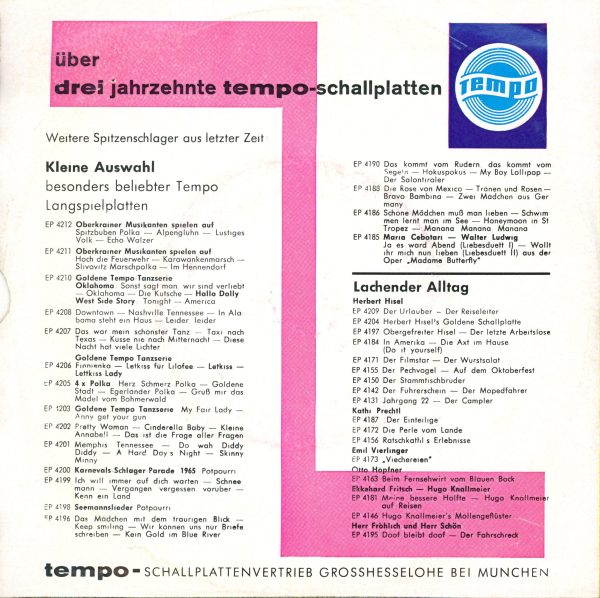 über
drei jahrzehnte tempo-schallplatten
Tempo
Weitere Spitzenschlager aus letzter Zeit
Kleine Auswahl
besonders beliebter Tempo
Langspielplatten
EP 4212 Oberkrainer Musikanten spielen auf
Spitzbuben Polka — Alpenglühn — Lustiges
Volk — Echo Walzer
EP 4211 Oberkrainer Musikanten spielen auf
Hoch die Feuerwehr — Karawankenmarsch —
Slivovitz Marschpolka — Im Hennendorf
EP 4210 Goldene Tempo Tanzserie
Oklahoma Sonst sagt man, wir sind verliebt
— Oklahoma — Die Kutsche — Hallo Dolly
West Side Story Tonight — America
EP 4208 Downtown — Nashville Tennessee — In Ala
bama steht ein Haus — Leider, leider
EP 4207 Das war mein schönster Tanz — Taxi nach
Texas — Küsse nie nach Mitternacht — Diese
Nacht hat viele Lichter
Goldene Tempo Tanzserie
EP 4206 Finnienka — Letkiss für Lilofee — Letkiss —
Lettkiss Lady
EP 4205 4 x Polka Herz Schmerz Polka — Goldene
Stadt — Egerländer Polka — Gruß mir das
Mädel vom Böhmerwald
EP 1203 Goldene Tempo Tanzserie My Fair Lady —
Anny get your gun
EP 4202 Pretty Woman — Cinderella Baby — Kleine
Annabell — Das ist die Frage aller Fragen
EP 4201 Memphis Tennessee — Do wah Diddy
Diddy — A Hard Day's Night — Skinny
Minny
EP 4200 Karnevals-Schlager Parade 1965 Potpourri
EP 4199 Ich will immer auf dich warten — Schnee
mann — Vergangen vergessen vorüber —
Kenn ein Land
EP 4198 Seemannslieder Potpourri
EP 4196 Das Mädchen mit dem traurigen Blick —
Keep smiling — Wir können uns nur Briefe
schreiben — Kein Gold im Blue River
EP 4190 Das kommt vom Rudern das kommt vom
Segeln — Hokuspokus — My Boy Lollipop —
Der Salontiroler
EP 4188 Die Rose von Mexico — Tränen und Rosen —
Bravo Bambina — Zwei Mädchen aus Ger
many
EP 4186 Schöne Mädchen muß man lieben — Schwim
men lernt man im See — Honeymoon in St
Tropez — Manana Manana Manana
EP 4185 Maria Cebotari — Walter Ludwig
Ja es ward Abend (Liebesduett I) — Wollt
ihr mich nun lieben (Liebesduett II) aus der
Oper „Madame Butterfly"
Lachender Alltag
Herbert Hisel
EP 4209 Der Urlauber — Der Reiseleiter
EP 4204 Herbert Hisel's Goldene Schallplatte
EP 4197 Obergefreiter Hisel — Der letzte Arbeitslose
EP 4184 In Amerika — Die Axt im Hause
(Do it yourself)
EP 4171 Der Filmstar — Der Wurstsalat
EP 4155 Der Pechvogel — Auf dem Oktoberfest
EP 4150 Der Stammtischbruder
EP 4142 Der Führerschein — Der Mopedfahrer
EP 4131 Jahrgang 22 — Der Campler
Kathi Prechtl
EP 4187 Der Einteilige
EP 4172 Die Perle vom Lande
EP 4156 Ratschkathl s Erlebnisse
Emil Vierlinger
EP 4173 „Viechereien"
Otto Höpfner
EP 4163 Beim Fernsehwirt vom Blauen Bock
Ekkehard Fritsch — Hugo Knallmeier
EP 4181 Meine bessere Hälfte — Hugo Knallmeier
auf Reisen
EP 4146 Hugo Knallmeier's Mollengeflüster
Herr Fröhlich und Herr Schön
EP 4195 Doof bleibt doof — Der Fahrschreck
tempo-SCHALLPLATTENVERTRIEB GROSSHESSELOHE BEI MÜNCHEN